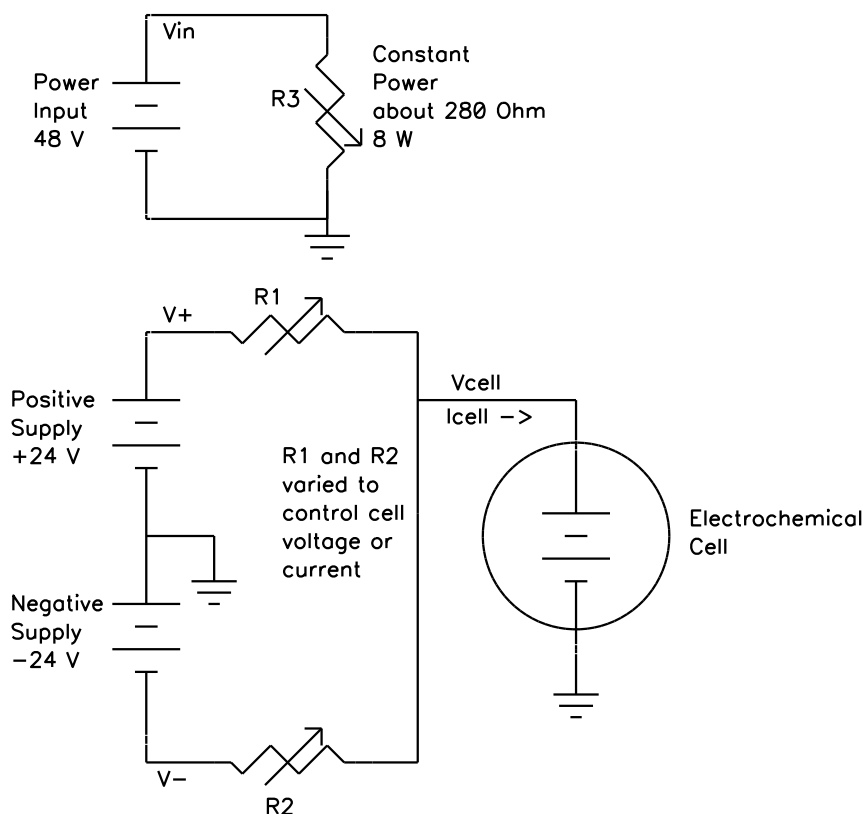 Vin
Power
Input
48 V
R3
Constant
Power
about 280 Ohm
8 W
V+
R1
Positive
Supply
+24 V
R1 and R2
varied to
control cell
voltage or
current
Vcell
Icell ->
Electrochemical
Cell
Negative
Supply
-24 V
V-
R2